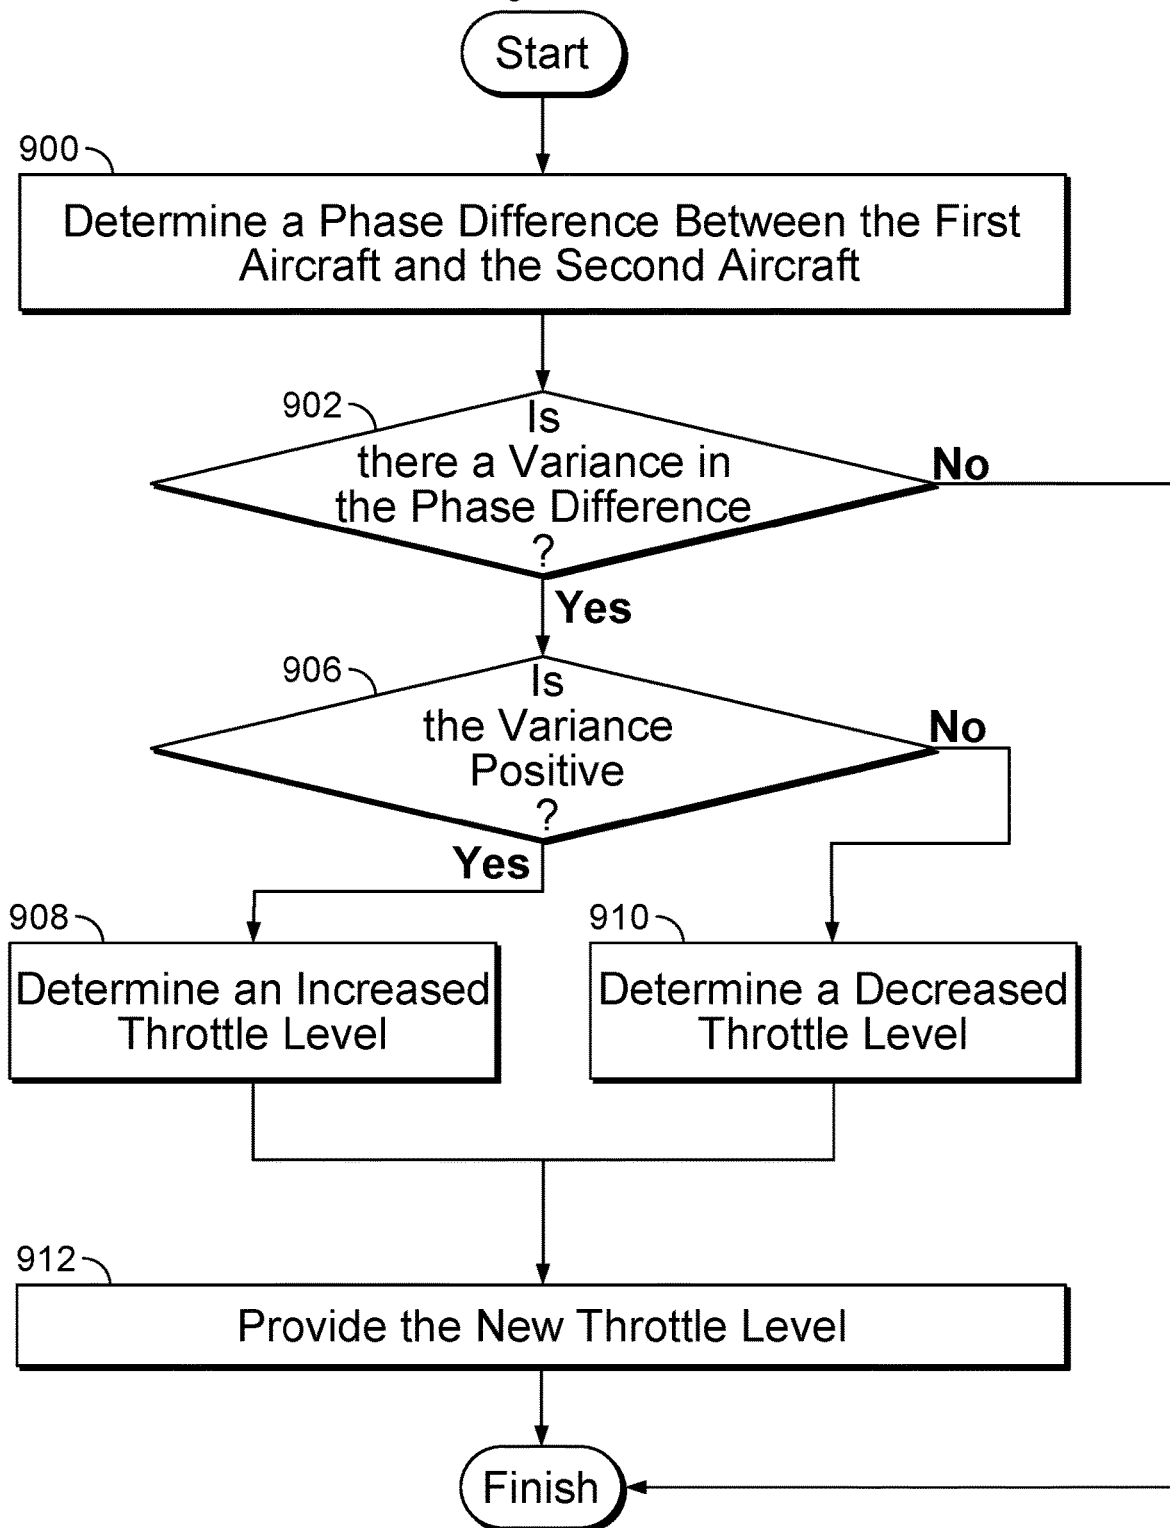 Start
900
Determine a Phase Difference Between the First
Aircraft and the Second Aircraft
902
Is
there a Variance in
the Phase Difference
?
No
Yes
906
Is
the Variance
Positive
?
No
Yes
908
Determine an Increased
Throttle Level
910
Determine a Decreased
Throttle Level
912
Provide the New Throttle Level
Finish